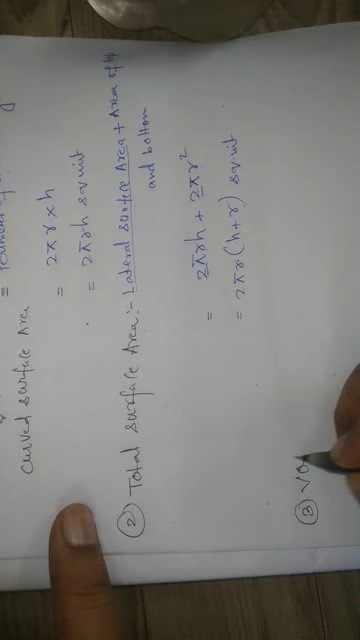 curved surface Area
= 2πr × h
= 2πrh sq unit
② Total surface Area:- Lateral surface Area + Area of top
and bottom
= 2πrh + 2πr²
= 2πr (h+r) sq unit
③ Vo